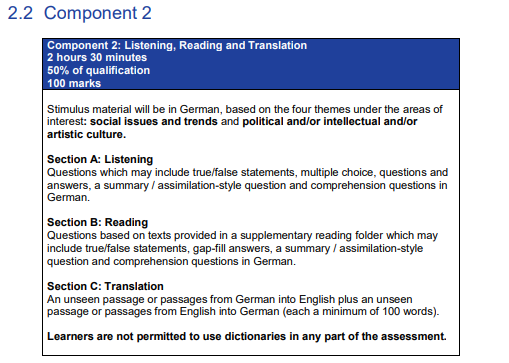 2.2 Component 2
Component 2: Listening, Reading and Translation
2 hours 30 minutes
50% of qualification
100 marks
Stimulus material will be in German, based on the four themes under the areas of
interest: social issues and trends and political and/or intellectual and/or
artistic culture.
Section A: Listening
Questions which may include true/false statements, multiple choice, questions and
answers, a summary / assimilation-style question and comprehension questions in
German.
Section B: Reading
Questions based on texts provided in a supplementary reading folder which may
include true/false statements, gap-fill answers, a summary / assimilation-style
question and comprehension questions in German.
Section C: Translation
An unseen passage or passages from German into English plus an unseen
passage or passages from English into German (each a minimum of 100 words).
Learners are not permitted to use dictionaries in any part of the assessment.